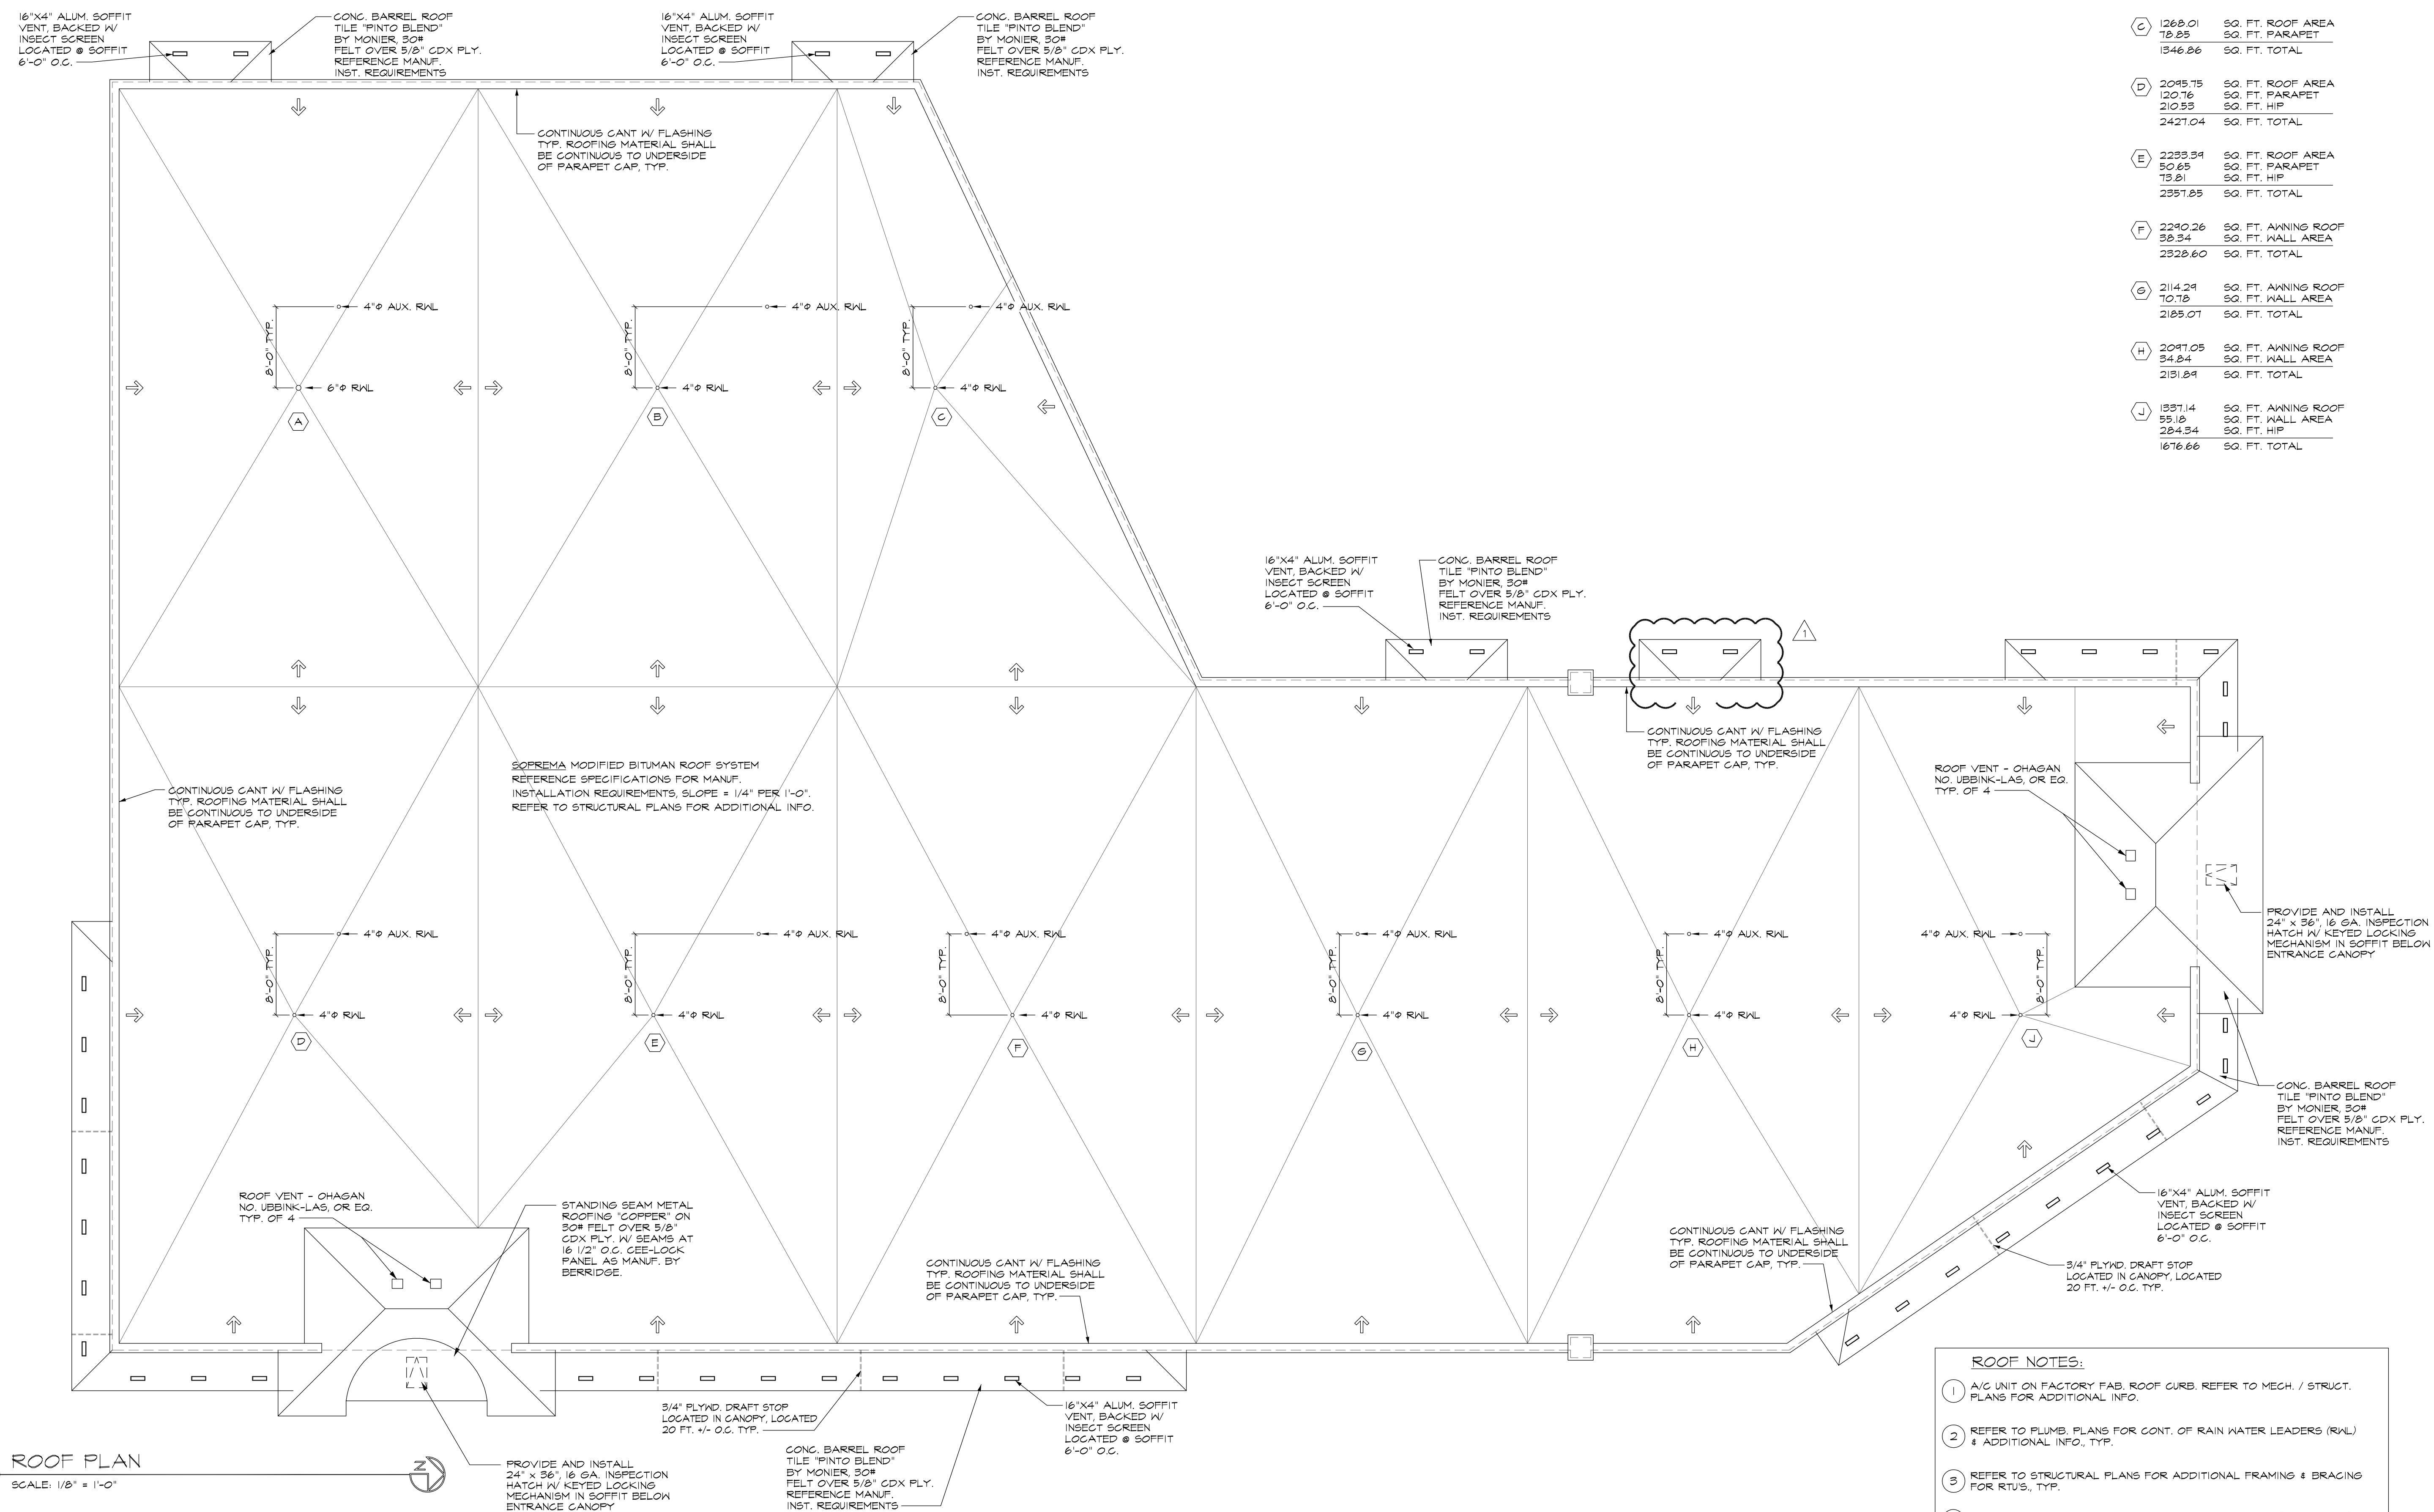 16"X4" ALUM. SOFFIT
VENT, BACKED W/
INSECT SCREEN
LOCATED @ SOFFIT
6'-0" O.C.
CONC. BARREL ROOF
TILE "PINTO BLEND"
BY MONIER, 30#
FELT OVER 5/8" CDX PLY.
REFERENCE MANUF.
INST. REQUIREMENTS
16"X4" ALUM. SOFFIT
VENT, BACKED W/
INSECT SCREEN
LOCATED @ SOFFIT
6'-0" O.C.
CONC. BARREL ROOF
TILE "PINTO BLEND"
BY MONIER, 30#
FELT OVER 5/8" CDX PLY.
REFERENCE MANUF.
INST. REQUIREMENTS
C
1268.01 SQ. FT. ROOF AREA
78.85 SQ. FT. PARAPET
1346.86 SQ. FT. TOTAL
D
2095.75 SQ. FT. ROOF AREA
120.76 SQ. FT. PARAPET
210.53 SQ. FT. HIP
2427.04 SQ. FT. TOTAL
E
2233.39 SQ. FT. ROOF AREA
50.65 SQ. FT. PARAPET
73.81 SQ. FT. HIP
2357.85 SQ. FT. TOTAL
F
2290.26 SQ. FT. AWNING ROOF
38.34 SQ. FT. WALL AREA
2328.60 SQ. FT. TOTAL
G
2114.29 SQ. FT. AWNING ROOF
70.78 SQ. FT. WALL AREA
2185.07 SQ. FT. TOTAL
H
2097.05 SQ. FT. AWNING ROOF
34.84 SQ. FT. WALL AREA
2131.89 SQ. FT. TOTAL
J
1337.14 SQ. FT. AWNING ROOF
55.18 SQ. FT. WALL AREA
284.34 SQ. FT. HIP
1676.66 SQ. FT. TOTAL
CONTINUOUS CANT W/ FLASHING
TYP. ROOFING MATERIAL SHALL
BE CONTINUOUS TO UNDERSIDE
OF PARAPET CAP, TYP.
4"Φ AUX. RWL
8'-0" TYP.
6"Φ RWL
A
4"Φ AUX. RWL
8'-0" TYP.
4"Φ RWL
B
4"Φ AUX. RWL
8'-0" TYP.
4"Φ RWL
C
16"X4" ALUM. SOFFIT
VENT, BACKED W/
INSECT SCREEN
LOCATED @ SOFFIT
6'-0" O.C.
CONC. BARREL ROOF
TILE "PINTO BLEND"
BY MONIER, 30#
FELT OVER 5/8" CDX PLY.
REFERENCE MANUF.
INST. REQUIREMENTS
1
CONTINUOUS CANT W/ FLASHING
TYP. ROOFING MATERIAL SHALL
BE CONTINUOUS TO UNDERSIDE
OF PARAPET CAP, TYP.
SOPREMA MODIFIED BITUMAN ROOF SYSTEM
REFERENCE SPECIFICATIONS FOR MANUF.
INSTALLATION REQUIREMENTS, SLOPE = 1/4" PER 1'-0".
REFER TO STRUCTURAL PLANS FOR ADDITIONAL INFO.
CONTINUOUS CANT W/ FLASHING
TYP. ROOFING MATERIAL SHALL
BE CONTINUOUS TO UNDERSIDE
OF PARAPET CAP, TYP.
ROOF VENT - OHAGAN
NO. UBBINK-LAS, OR EQ.
TYP. OF 4
PROVIDE AND INSTALL
24" x 36", 16 GA. INSPECTION
HATCH W/ KEYED LOCKING
MECHANISM IN SOFFIT BELOW
ENTRANCE CANOPY
4"Φ AUX. RWL
8'-0" TYP.
4"Φ RWL
D
4"Φ AUX. RWL
8'-0" TYP.
4"Φ RWL
E
4"Φ AUX. RWL
8'-0" TYP.
4"Φ RWL
F
4"Φ AUX. RWL
8'-0" TYP.
4"Φ RWL
G
4"Φ AUX. RWL
8'-0" TYP.
4"Φ RWL
H
4"Φ AUX. RWL
8'-0" TYP.
4"Φ RWL
J
CONC. BARREL ROOF
TILE "PINTO BLEND"
BY MONIER, 30#
FELT OVER 5/8" CDX PLY.
REFERENCE MANUF.
INST. REQUIREMENTS
ROOF VENT - OHAGAN
NO. UBBINK-LAS, OR EQ.
TYP. OF 4
STANDING SEAM METAL
ROOFING "COPPER" ON
30# FELT OVER 5/8"
CDX PLY. W/ SEAMS AT
16 1/2" O.C. CEE-LOCK
PANEL AS MANUF. BY
BERRIDGE.
CONTINUOUS CANT W/ FLASHING
TYP. ROOFING MATERIAL SHALL
BE CONTINUOUS TO UNDERSIDE
OF PARAPET CAP, TYP.
CONTINUOUS CANT W/ FLASHING
TYP. ROOFING MATERIAL SHALL
BE CONTINUOUS TO UNDERSIDE
OF PARAPET CAP, TYP.
16"X4" ALUM. SOFFIT
VENT, BACKED W/
INSECT SCREEN
LOCATED @ SOFFIT
6'-0" O.C.
3/4" PLYWD. DRAFT STOP
LOCATED IN CANOPY, LOCATED
20 FT. +/- O.C. TYP.
3/4" PLYWD. DRAFT STOP
LOCATED IN CANOPY, LOCATED
20 FT. +/- O.C. TYP.
16"X4" ALUM. SOFFIT
VENT, BACKED W/
INSECT SCREEN
LOCATED @ SOFFIT
6'-0" O.C.
CONC. BARREL ROOF
TILE "PINTO BLEND"
BY MONIER, 30#
FELT OVER 5/8" CDX PLY.
REFERENCE MANUF.
INST. REQUIREMENTS
PROVIDE AND INSTALL
24" x 36", 16 GA. INSPECTION
HATCH W/ KEYED LOCKING
MECHANISM IN SOFFIT BELOW
ENTRANCE CANOPY
ROOF PLAN
SCALE: 1/8" = 1'-0"
N
ROOF NOTES:
1 A/C UNIT ON FACTORY FAB. ROOF CURB. REFER TO MECH. / STRUCT.
PLANS FOR ADDITIONAL INFO.
2 REFER TO PLUMB. PLANS FOR CONT. OF RAIN WATER LEADERS (RWL)
& ADDITIONAL INFO., TYP.
3 REFER TO STRUCTURAL PLANS FOR ADDITIONAL FRAMING & BRACING
FOR RTU'S., TYP.